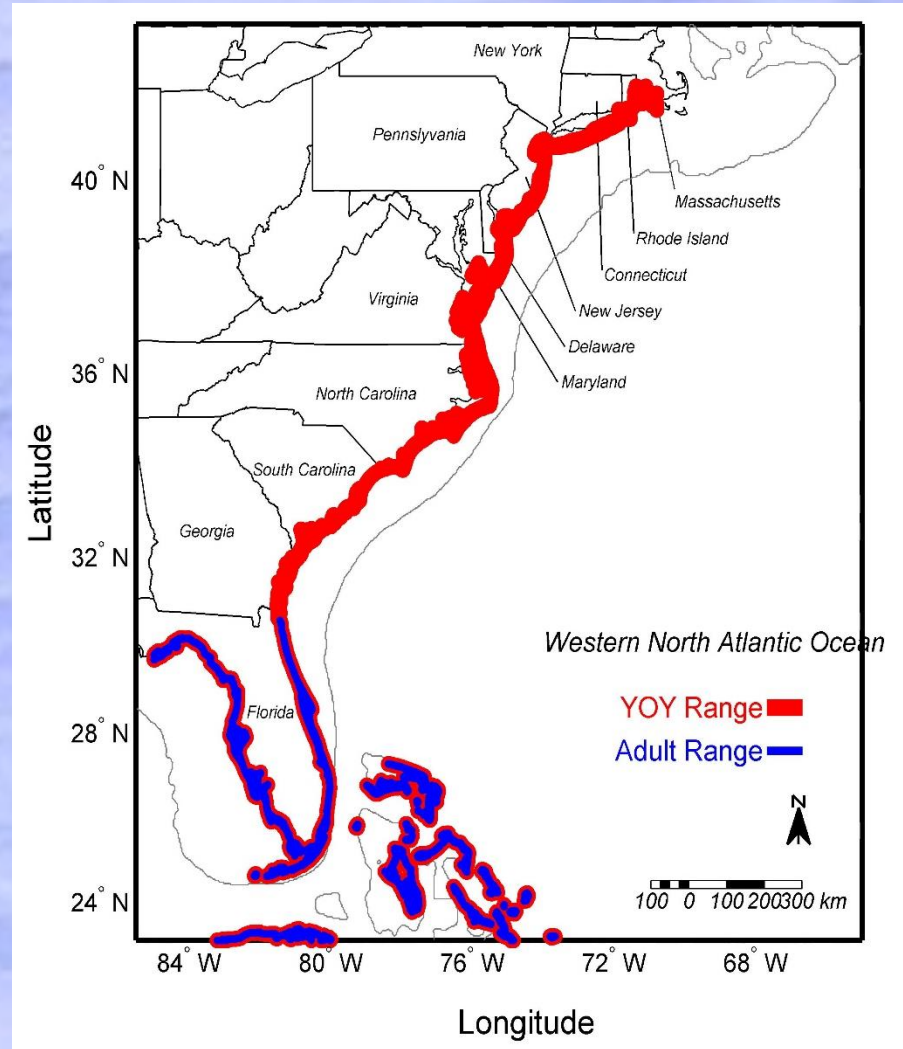 New York
Pennslyvania
40° N
Massachusetts
Rhode Island
Connecticut
Virginia
New Jersey
Delaware
36° N
Maryland
North Carolina
South Carolina
Latitude
Georgia
32° N
Western North Atlantic Ocean
YOY Range
Florida
28° N
Adult Range
N
24° N
100 0 100 200 300 km
84° W 80° W 76° W 72° W 68° W
Longitude